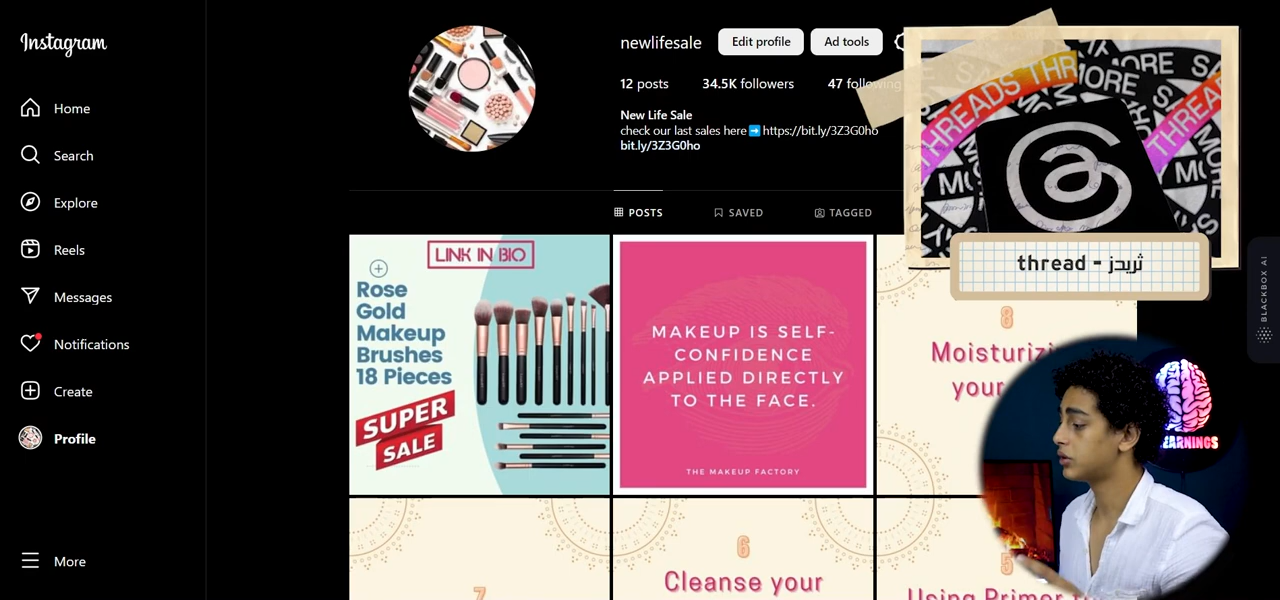 Instagram
Home
Search
Explore
Reels
Messages
Notifications
Create
Profile
More
newlifesale
Edit profile
Ad tools
12 posts
34.5K followers
47 following
New Life Sale
check our last sales here➡️https://bit.ly/3Z3G0ho
bit.ly/3Z3G0ho
POSTS
SAVED
TAGGED
LINK IN BIO
Rose
Gold
Makeup
Brushes
18 Pieces
SUPER
SALE
MAKEUP IS SELF-
CONFIDENCE
APPLIED DIRECTLY
TO THE FACE.
THE MAKEUP FACTORY
8
your
7
6
Cleanse your
5
Using Primer
THREADS THR
MORE
THREA
thread - ثريدز
BLACKBOX AI